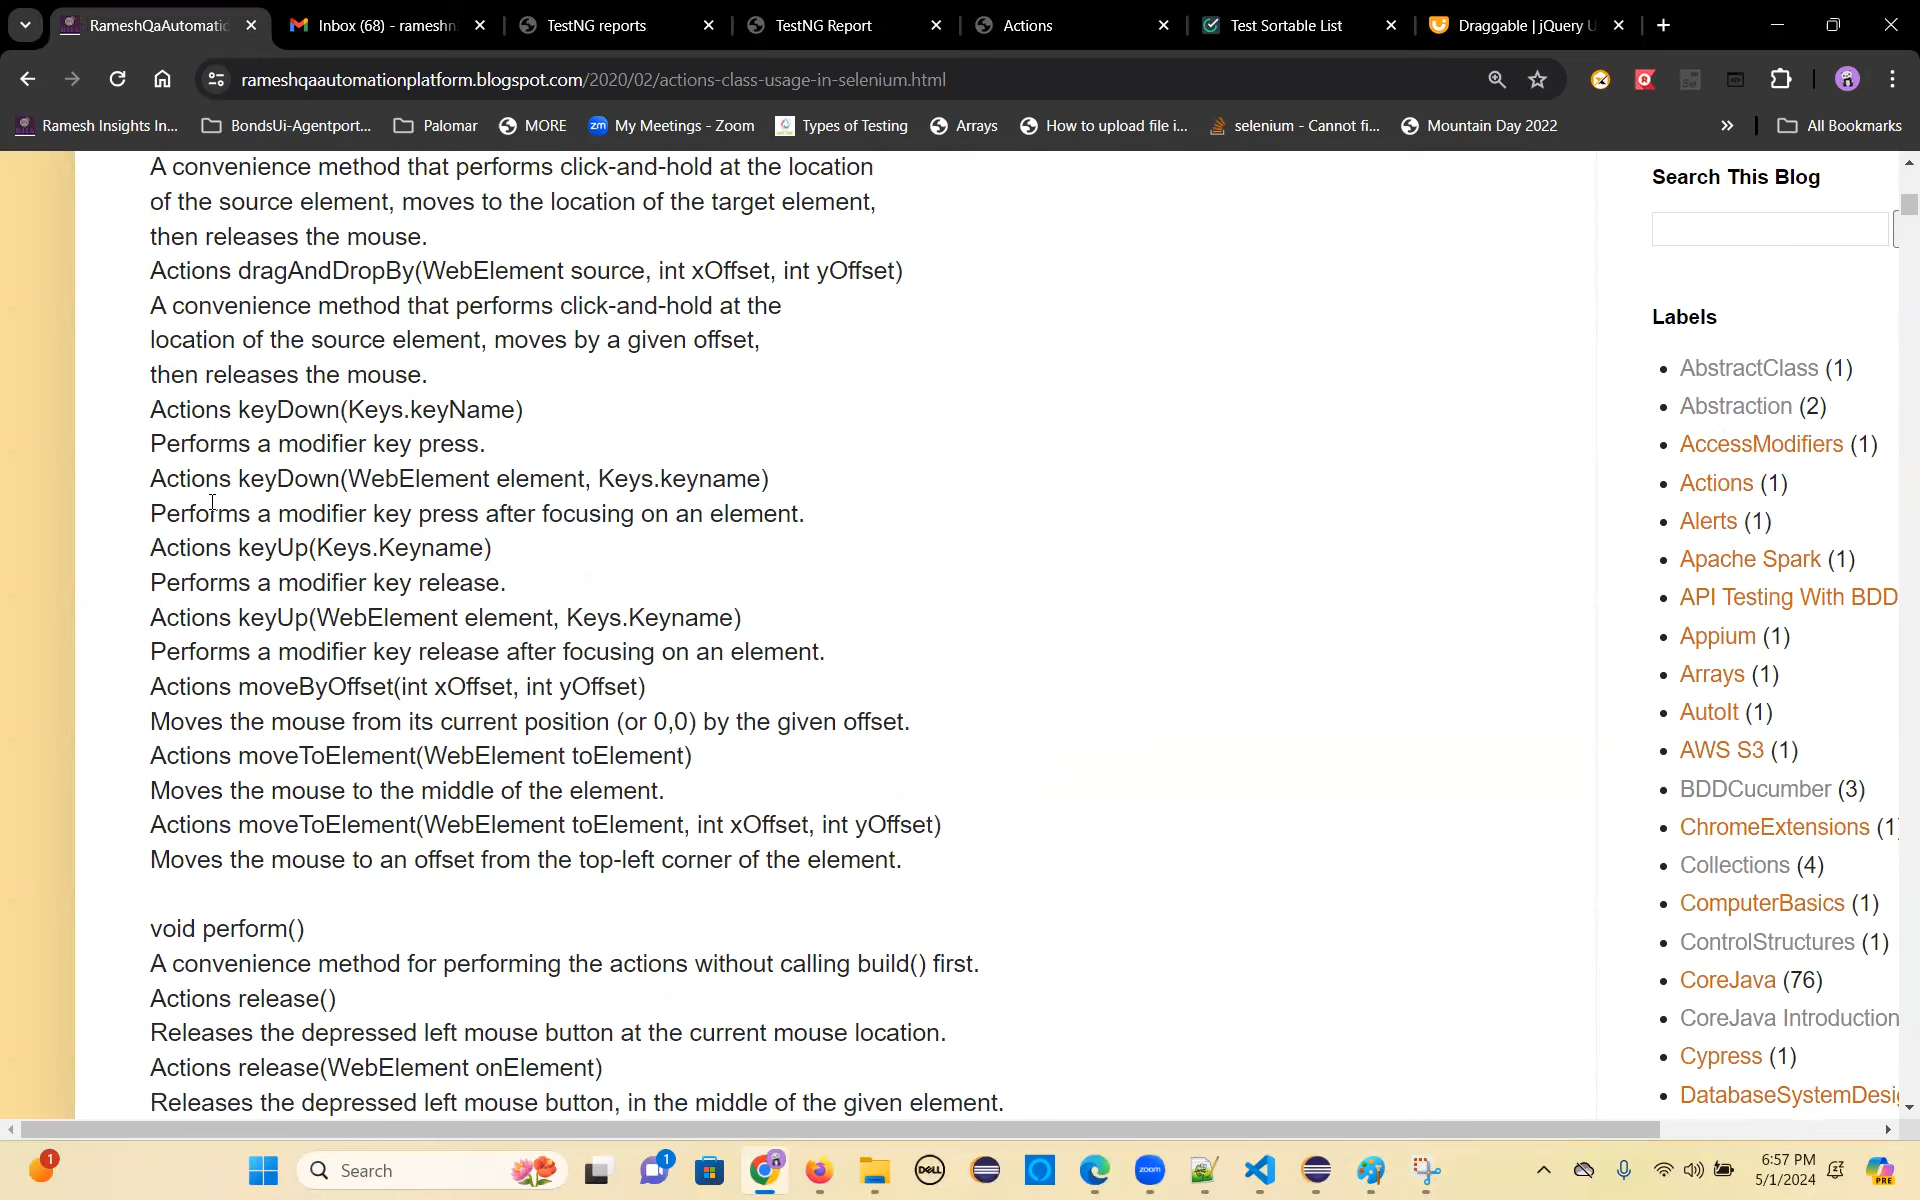 RameshQaAutomatic
Inbox (68) - rameshn
TestNG reports
TestNG Report
Actions
Test Sortable List
Draggable | jQuery U
rameshqaautomationplatform.blogspot.com/2020/02/actions-class-usage-in-selenium.html
Ramesh Insights In...
BondsUi-Agentport...
Palomar
MORE
zm My Meetings - Zoom
Types of Testing
Arrays
How to upload file i...
selenium - Cannot fi...
Mountain Day 2022
All Bookmarks
A convenience method that performs click-and-hold at the location
of the source element, moves to the location of the target element,
then releases the mouse.
Actions dragAndDropBy(WebElement source, int xOffset, int yOffset)
A convenience method that performs click-and-hold at the
location of the source element, moves by a given offset,
then releases the mouse.
Actions keyDown(Keys.keyName)
Performs a modifier key press.
Actions keyDown(WebElement element, Keys.keyname)
Performs a modifier key press after focusing on an element.
Actions keyUp(Keys.Keyname)
Performs a modifier key release.
Actions keyUp(WebElement element, Keys.Keyname)
Performs a modifier key release after focusing on an element.
Actions moveByOffset(int xOffset, int yOffset)
Moves the mouse from its current position (or 0,0) by the given offset.
Actions moveToElement(WebElement toElement)
Moves the mouse to the middle of the element.
Actions moveToElement(WebElement toElement, int xOffset, int yOffset)
Moves the mouse to an offset from the top-left corner of the element.
void perform()
A convenience method for performing the actions without calling build() first.
Actions release()
Releases the depressed left mouse button at the current mouse location.
Actions release(WebElement onElement)
Releases the depressed left mouse button, in the middle of the given element.
Search This Blog
Labels
AbstractClass (1)
Abstraction (2)
AccessModifiers (1)
Actions (1)
Alerts (1)
Apache Spark (1)
API Testing With BDD
Appium (1)
Arrays (1)
AutoIt (1)
AWS S3 (1)
BDDCucumber (3)
ChromeExtensions (1)
Collections (4)
ComputerBasics (1)
ControlStructures (1)
CoreJava (76)
CoreJava Introduction
Cypress (1)
DatabaseSystemDesig
1
Search
1
DELL
zoom
6:57 PM
5/1/2024
PRE